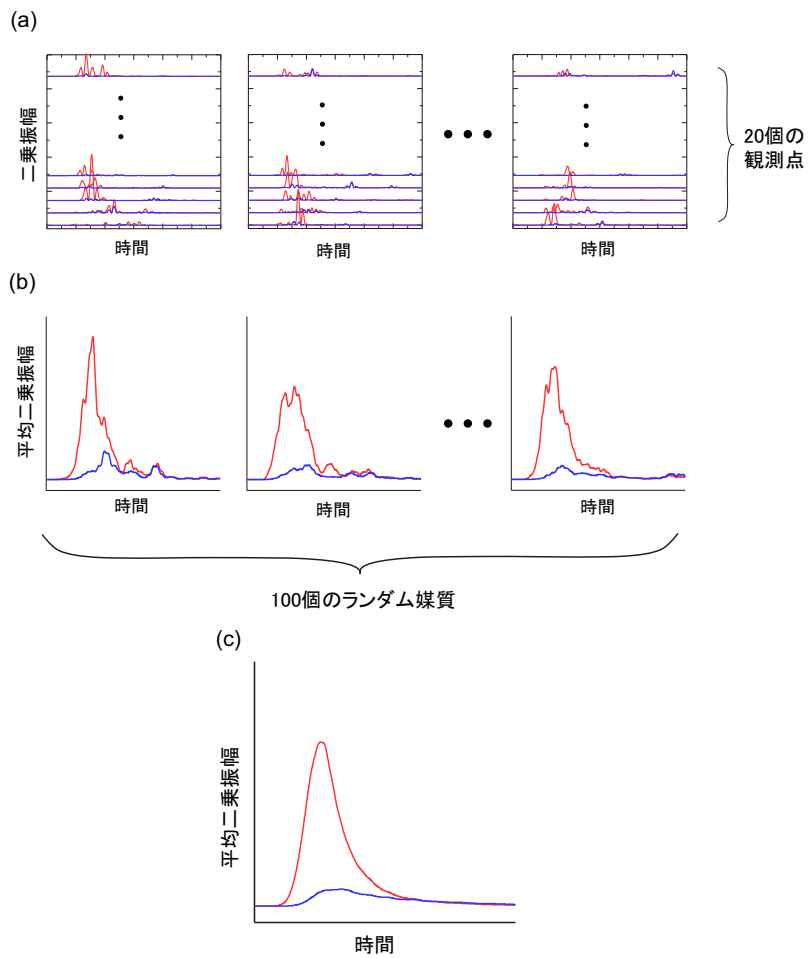 (a)
二乗振幅
時間
時間
時間
20個の
観測点
(b)
平均二乗振幅
時間
時間
時間
100個のランダム媒質
(c)
平均二乗振幅
時間